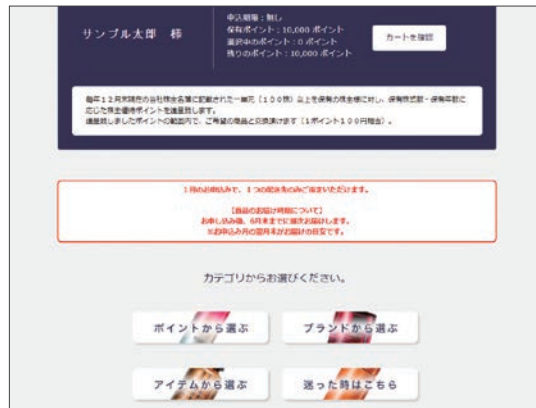 サンプル太郎 様
申込期限:無し
保有ポイント:10,000 ポイント
選択中のポイント:0 ポイント
残りのポイント:10,000 ポイント
カートを確認
毎年12月末現在の当社株主名簿に記載された一単元(100株)以上を保有の株主様に対し、保有株式数・保有年数に
応じた株主優待ポイントを進呈致します。
進呈致しましたポイントの範囲内で、ご希望の商品と交換頂けます(1ポイント100円相当)。
1回のお申込みで、1つの配送先のみご指定いただけます。
【商品のお届け時期について】
お申し込み後、6月末までに順次お届けします。
※お申込み月の翌月末がお届けの目安です。
カテゴリからお選びください。
ポイントから選ぶ
ブランドから選ぶ
アイテムから選ぶ
迷った時はこちら